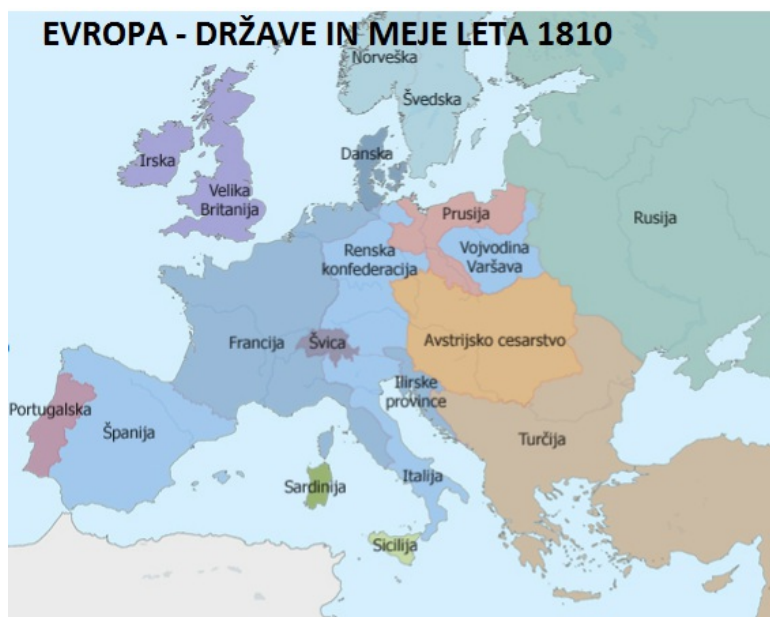 EVROPA - DRŽAVE IN MEJE LETA 1810
Norveška
Švedska
Irska
Danska
Velika
Britanija
Prusija
Rusija
Renska
konfederacija
Vojvodina
Varšava
Francija
Švica
Avstrijsko cesarstvo
Ilirske
province
Portugalska
Španija
Turčija
Sardinija
Italija
Sicilija